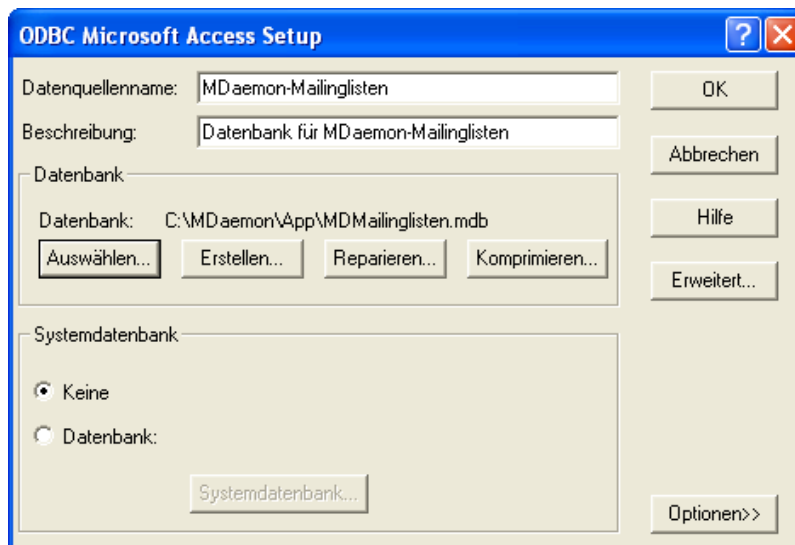 ODBC Microsoft Access Setup
Datenquellenname: MDaemon-Mailinglisten OK
Beschreibung: Datenbank für MDaemon-Mailinglisten
Abbrechen
Datenbank
Datenbank: C:\MDaemon\App\MDMailinglisten.mdb Hilfe
Auswählen... Erstellen... Reparieren... Komprimieren...
Erweitert...
Systemdatenbank
Keine
Datenbank:
Systemdatenbank...
Optionen>>